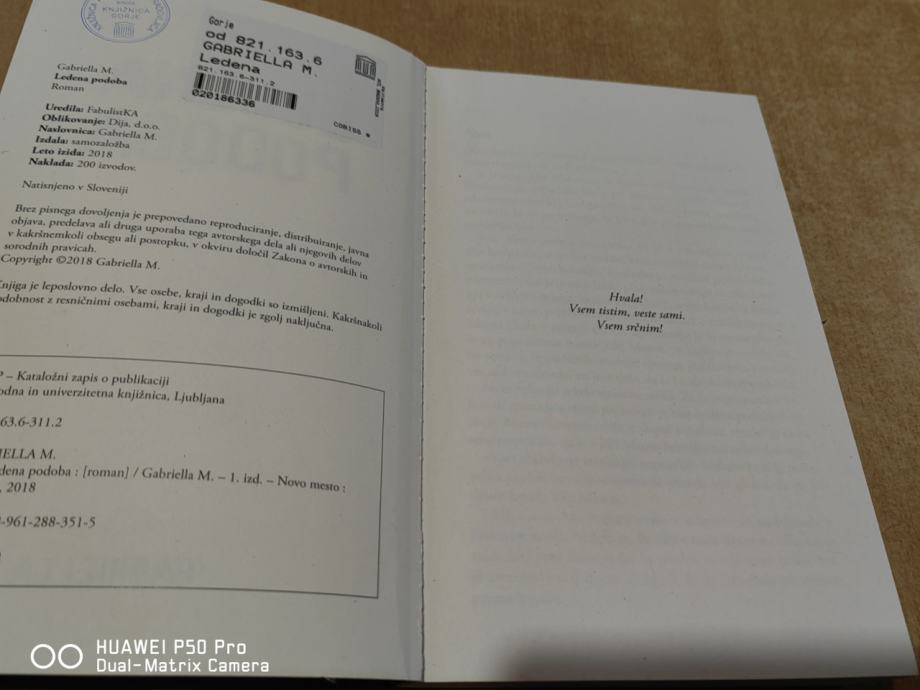 KNJIŽNICA
GORJE
Gorje
od 821.163.6
GABRIELLA M.
Ledena
821.163.6-311.2
020186336
COBISS
Gabriella M.
Ledena podoba
Roman
Uredila: FabulistKA
Oblikovanje: Dija, d.o.o.
Naslovnica: Gabriella M.
Izdala: samozaložba
Leto izida: 2018
Naklada: 200 izvodov.
Natisnjeno v Sloveniji
Brez pisnega dovoljenja je prepovedano reproduciranje, distribuiranje, javna
objava, predelava ali druga uporaba tega avtorskega dela ali njegovih delov
v kakršnemkoli obsegu ali postopku, v okviru določil Zakona o avtorskih in
sorodnih pravicah.
Copyright ©2018 Gabriella M.
Knjiga je leposlovno delo. Vse osebe, kraji in dogodki so izmišljeni. Kakršnakoli
podobnost z resničnimi osebami, kraji in dogodki je zgolj naključna.
P – Kataložni zapis o publikaciji
odna in univerzitetna knjižnica, Ljubljana
63.6-311.2
IELLA M.
dena podoba : [roman] / Gabriella M. – 1. izd. – Novo mesto :
, 2018
-961-288-351-5
Hvala!
Vsem tistim, veste sami.
Vsem srčnim!
HUAWEI P50 Pro
Dual-Matrix Camera